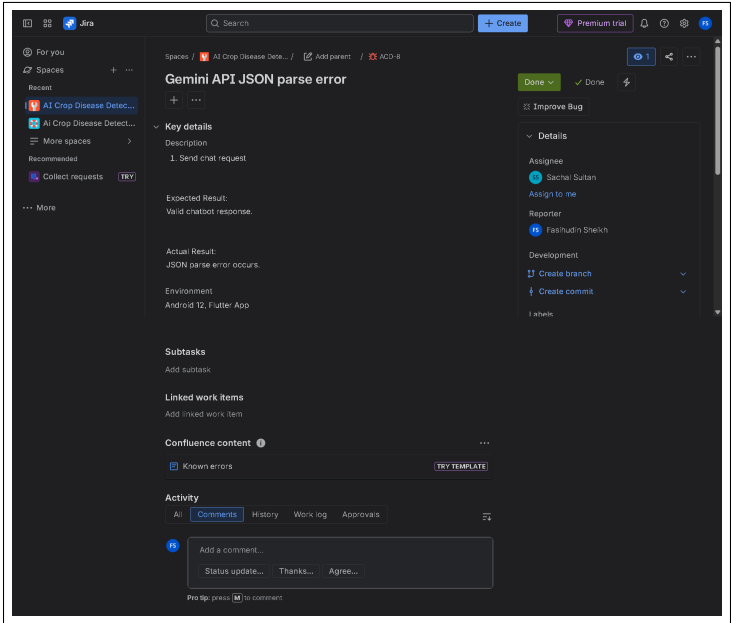 Jira
Search
+ Create
Premium trial
FS
For you
Spaces
Recent
AI Crop Disease Detec...
Ai Crop Disease Detect...
More spaces
Recommended
Collect requests TRY
More
Spaces / AI Crop Disease Dete... / Add parent / ACD-8
1
Gemini API JSON parse error
Done
Done
Improve Bug
Key details
Description
1. Send chat request
Expected Result:
Valid chatbot response.
Actual Result:
JSON parse error occurs.
Environment
Android 12, Flutter App
Details
Assignee
SS Sachal Sultan
Assign to me
Reporter
FS Fasihudin Sheikh
Development
Create branch
Create commit
Labels
Subtasks
Add subtask
Linked work items
Add linked work item
Confluence content
Known errors TRY TEMPLATE
Activity
All Comments History Work log Approvals
FS
Add a comment...
Status update... Thanks... Agree...
Pro tip: press M to comment